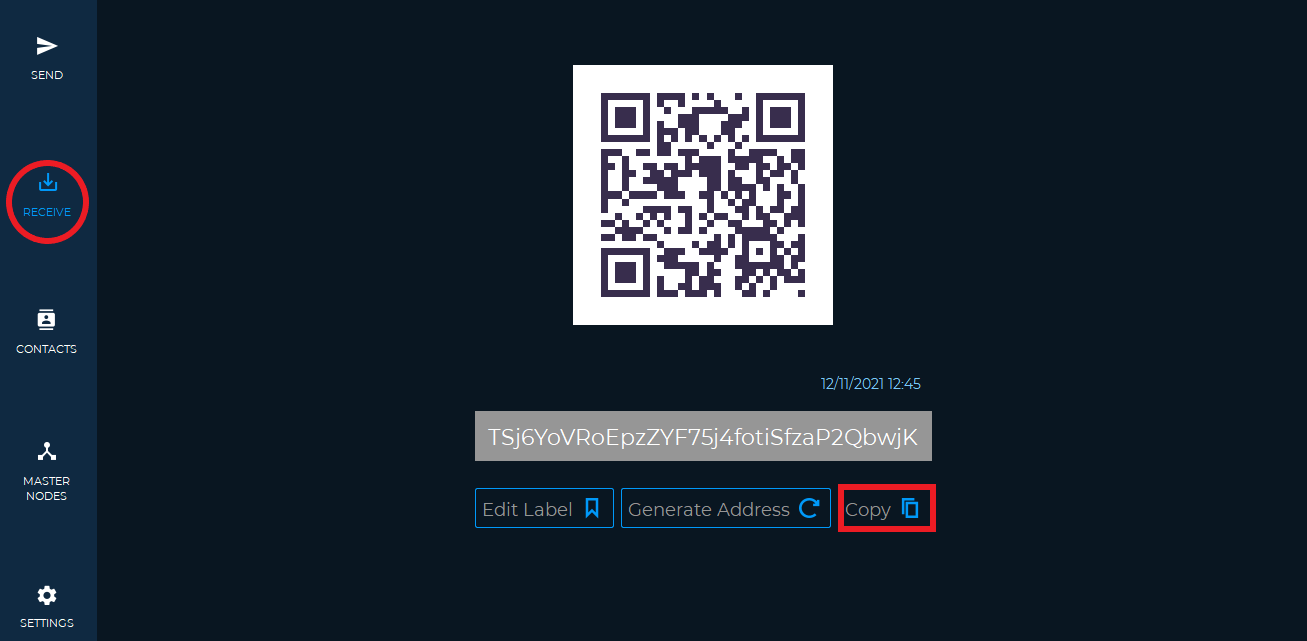 SEND
RECEIVE
CONTACTS
MASTER
NODES
SETTINGS
12/11/2021 12:45
TSj6YoVRoEpzZYF75j4fotiSfzaP2QbwjK
Edit Label
Generate Address
Copy